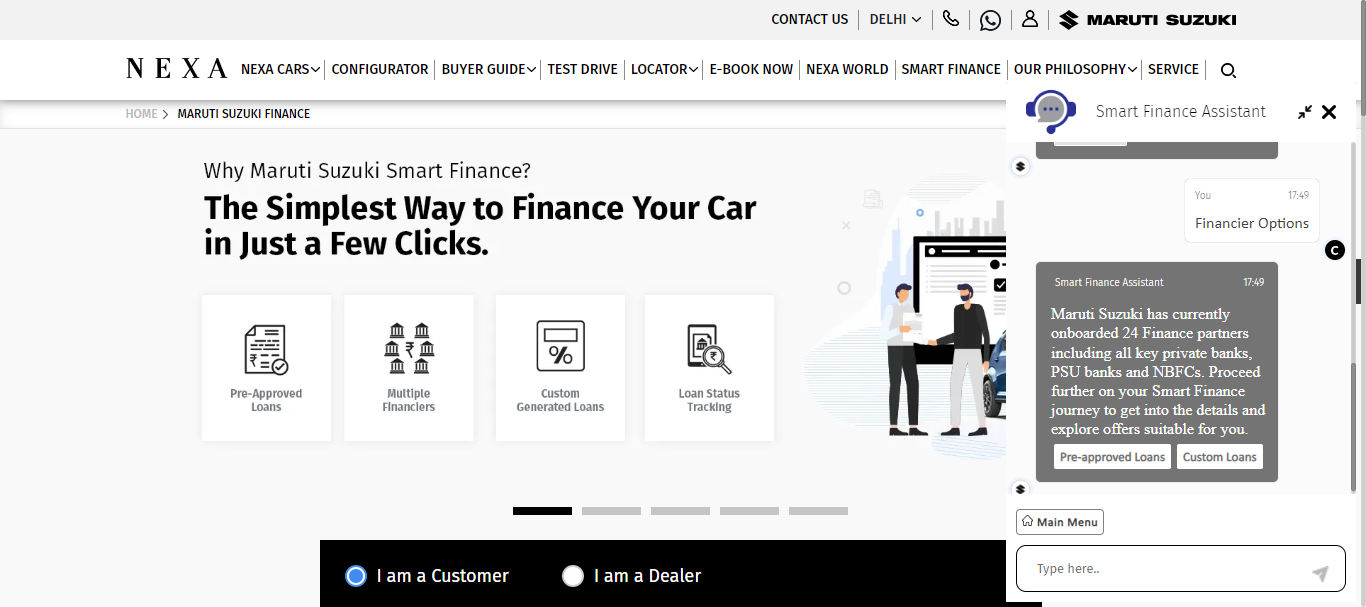 CONTACT US
DELHI
MARUTI SUZUKI
NEXA
NEXA CARS
CONFIGURATOR
BUYER GUIDE
TEST DRIVE
LOCATOR
E-BOOK NOW
NEXA WORLD
SMART FINANCE
OUR PHILOSOPHY
SERVICE
HOME
MARUTI SUZUKI FINANCE
Why Maruti Suzuki Smart Finance?
The Simplest Way to Finance Your Car
in Just a Few Clicks.
Pre-Approved
Loans
Multiple
Financiers
Custom
Generated Loans
Loan Status
Tracking
I am a Customer
I am a Dealer
Smart Finance Assistant
You 17:49
Financier Options
C
Smart Finance Assistant 17:49
Maruti Suzuki has currently
onboarded 24 Finance partners
including all key private banks,
PSU banks and NBFCs. Proceed
further on your Smart Finance
journey to get into the details and
explore offers suitable for you.
Pre-approved Loans
Custom Loans
Main Menu
Type here..